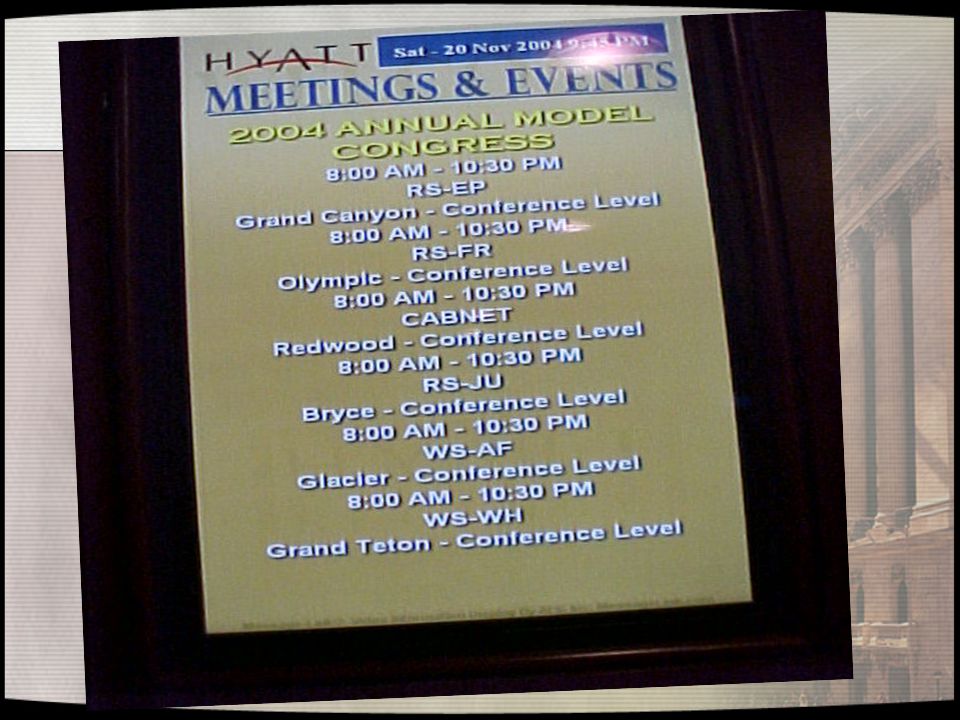 HYATT
Sat - 20 Nov 2004 9:45 PM
MEETINGS & EVENTS
2004 ANNUAL MODEL
CONGRESS
8:00 AM - 10:30 PM
RS-EP
Grand Canyon - Conference Level
8:00 AM - 10:30 PM
RS-FR
Olympic - Conference Level
8:00 AM - 10:30 PM
CABNET
Redwood - Conference Level
8:00 AM - 10:30 PM
RS-JU
Bryce - Conference Level
8:00 AM - 10:30 PM
WS-AF
Glacier - Conference Level
8:00 AM - 10:30 PM
WS-WH
Grand Teton - Conference Level